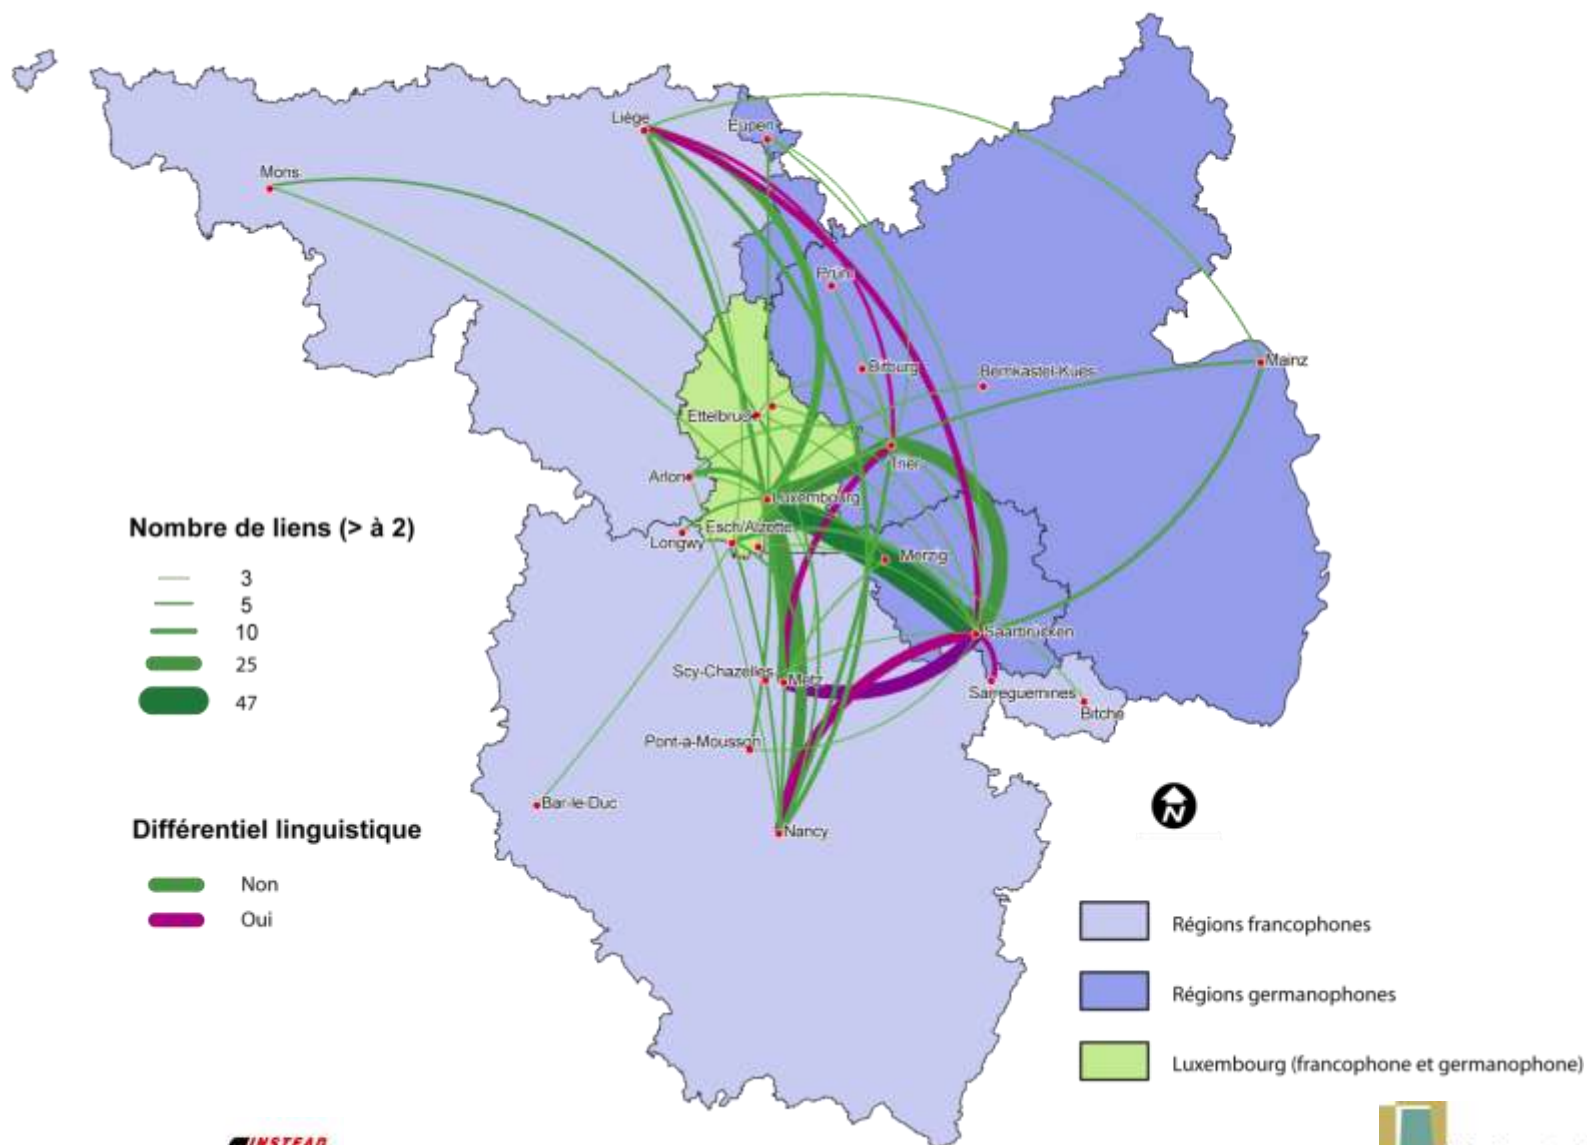 Liège
Eupen
Mons
Prüm
Mainz
Bitburg
Bernkastel-Kues
Ettelbruck
Trier
Arlon
Luxembourg
Nombre de liens (> à 2)
Esch/Alzette
Longwy
Merzig
3
5
10
Saarbrücken
25
Scy-Chazelles
Metz
47
Sarreguemines
Bitche
Pont-a-Mousson
Bar-le-Duc
Différentiel linguistique
Nancy
N
Non
Oui
Régions francophones
Régions germanophones
Luxembourg (francophone et germanophone)
INSTEAD